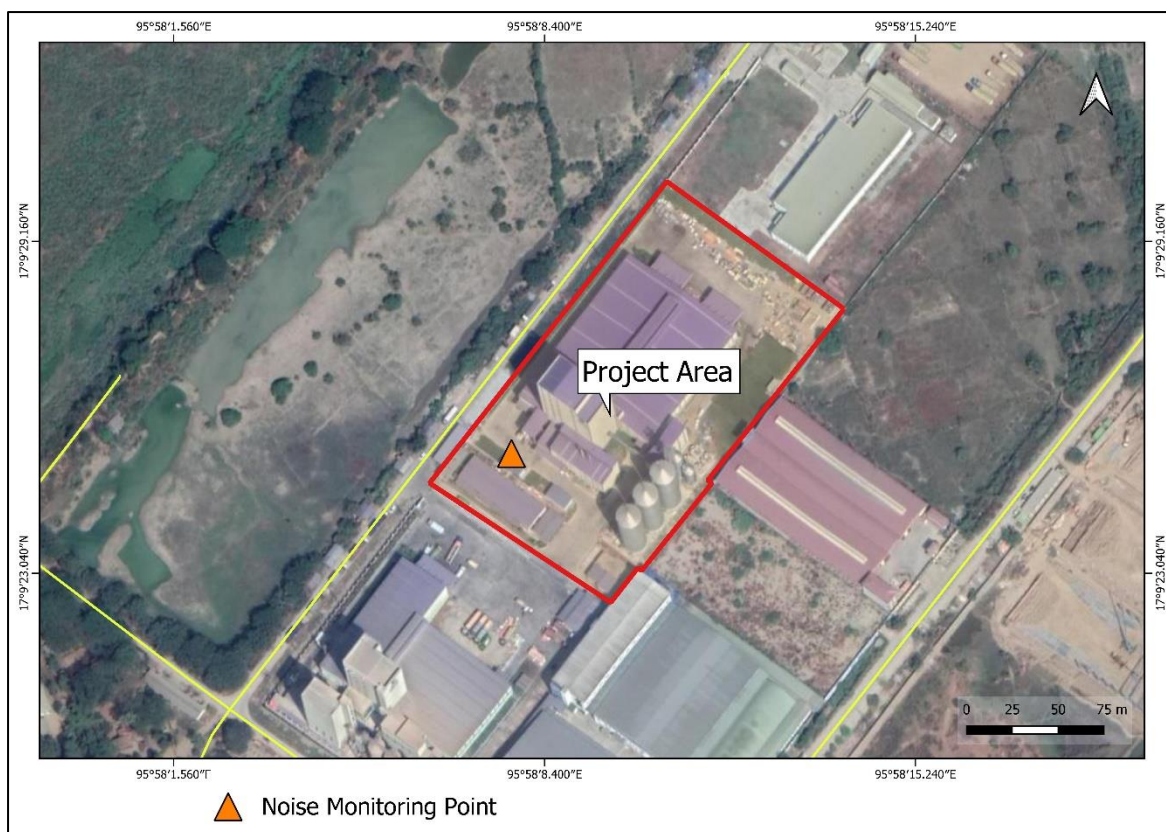 95°58′1.560″E
95°58′8.400″E
95°58′15.240″E
17°9′29.160″N
17°9′29.160″N
Project Area
17°9′23.040″N
17°9′23.040″N
0 25 50 75 m
95°58′1.560″E
95°58′8.400″E
95°58′15.240″E
Noise Monitoring Point